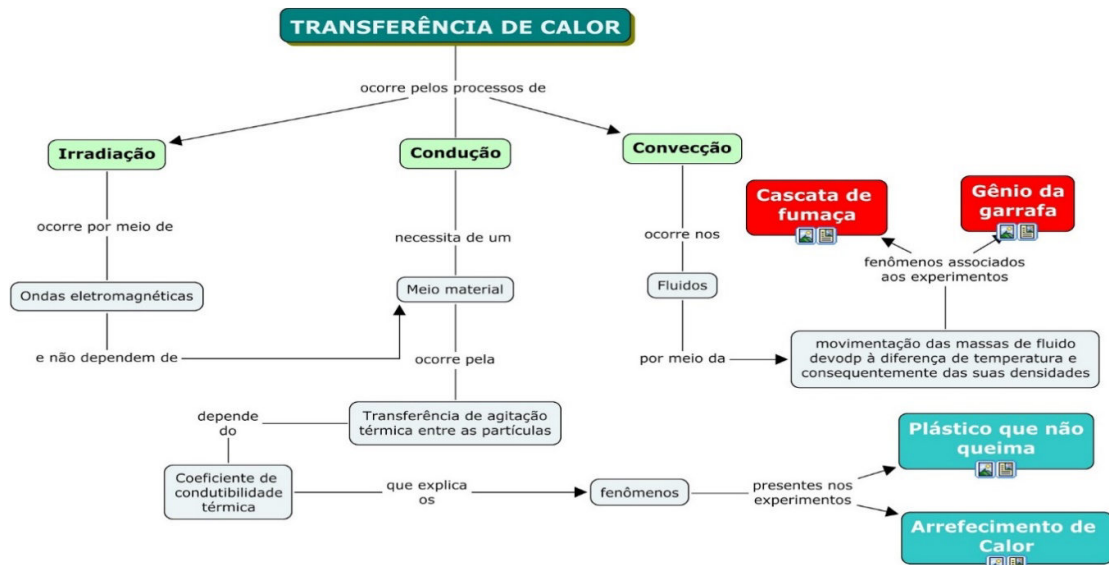 TRANSFERÊNCIA DE CALOR
ocorre pelos processos de
Irradiação
Condução
Convecção
Cascata de
fumaça
Gênio da
garrafa
ocorre por meio de
necessita de um
ocorre nos
fenômenos associados
aos experimentos
Ondas eletromagnéticas
Meio material
Fluidos
e não dependem de
ocorre pela
por meio da
movimentação das massas de fluido
devodp à diferença de temperatura e
consequentemente das suas densidades
depende
do
Transferência de agitação
térmica entre as partículas
Plástico que não
queima
Coeficiente de
condutibilidade
térmica
que explica
os
fenômenos
presentes nos
experimentos
Arrefecimento de
Calor